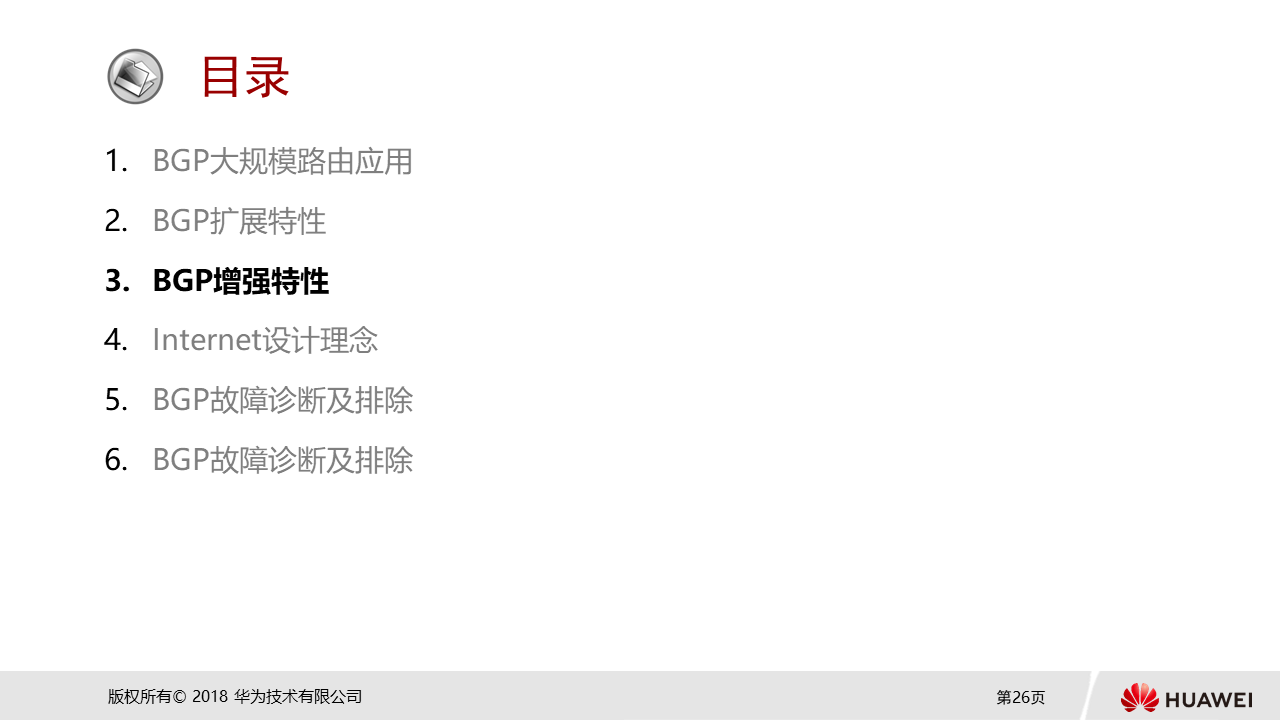 目录
1. BGP大规模路由应用
2. BGP扩展特性
3. BGP增强特性
4. Internet设计理念
5. BGP故障诊断及排除
6. BGP故障诊断及排除
版权所有© 2018 华为技术有限公司
第26页
HUAWEI